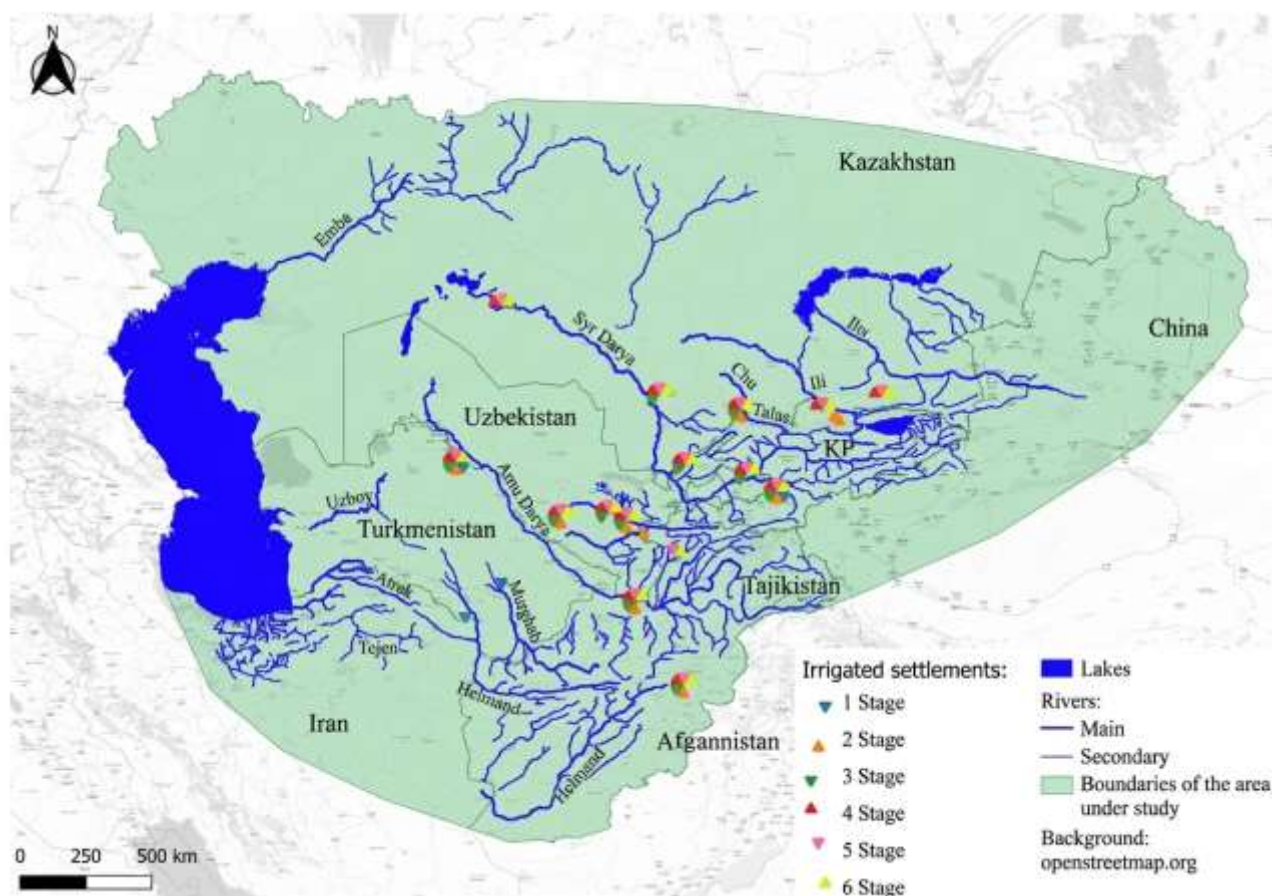 N
Kazakhstan
Emba
China
Syr Darya
Iloi
Chu
Ili
Talas
Uzbekistan
KP
Amu Darya
Uzboy
Turkmenistan
Tajikistan
Atrek
Murghab
Tejen
Helmand
Iran
Afgannistan
Helmand
Irrigated settlements:
1 Stage
2 Stage
3 Stage
4 Stage
5 Stage
6 Stage
Lakes
Rivers:
Main
Secondary
Boundaries of the area
under study
Background:
openstreetmap.org
0 250 500 km